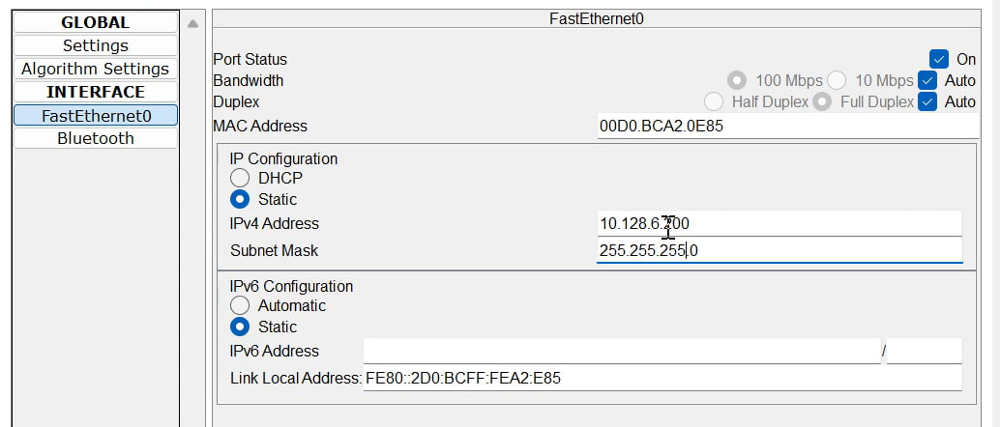 GLOBAL
Settings
Algorithm Settings
INTERFACE
FastEthernet0
Bluetooth
FastEthernet0
Port Status On
Bandwidth 100 Mbps 10 Mbps Auto
Duplex Half Duplex Full Duplex Auto
MAC Address 00D0.BCA2.0E85
IP Configuration
DHCP
Static
IPv4 Address 10.128.6.200
Subnet Mask 255.255.255.0
IPv6 Configuration
Automatic
Static
IPv6 Address /
Link Local Address: FE80::2D0:BCFF:FEA2:E85